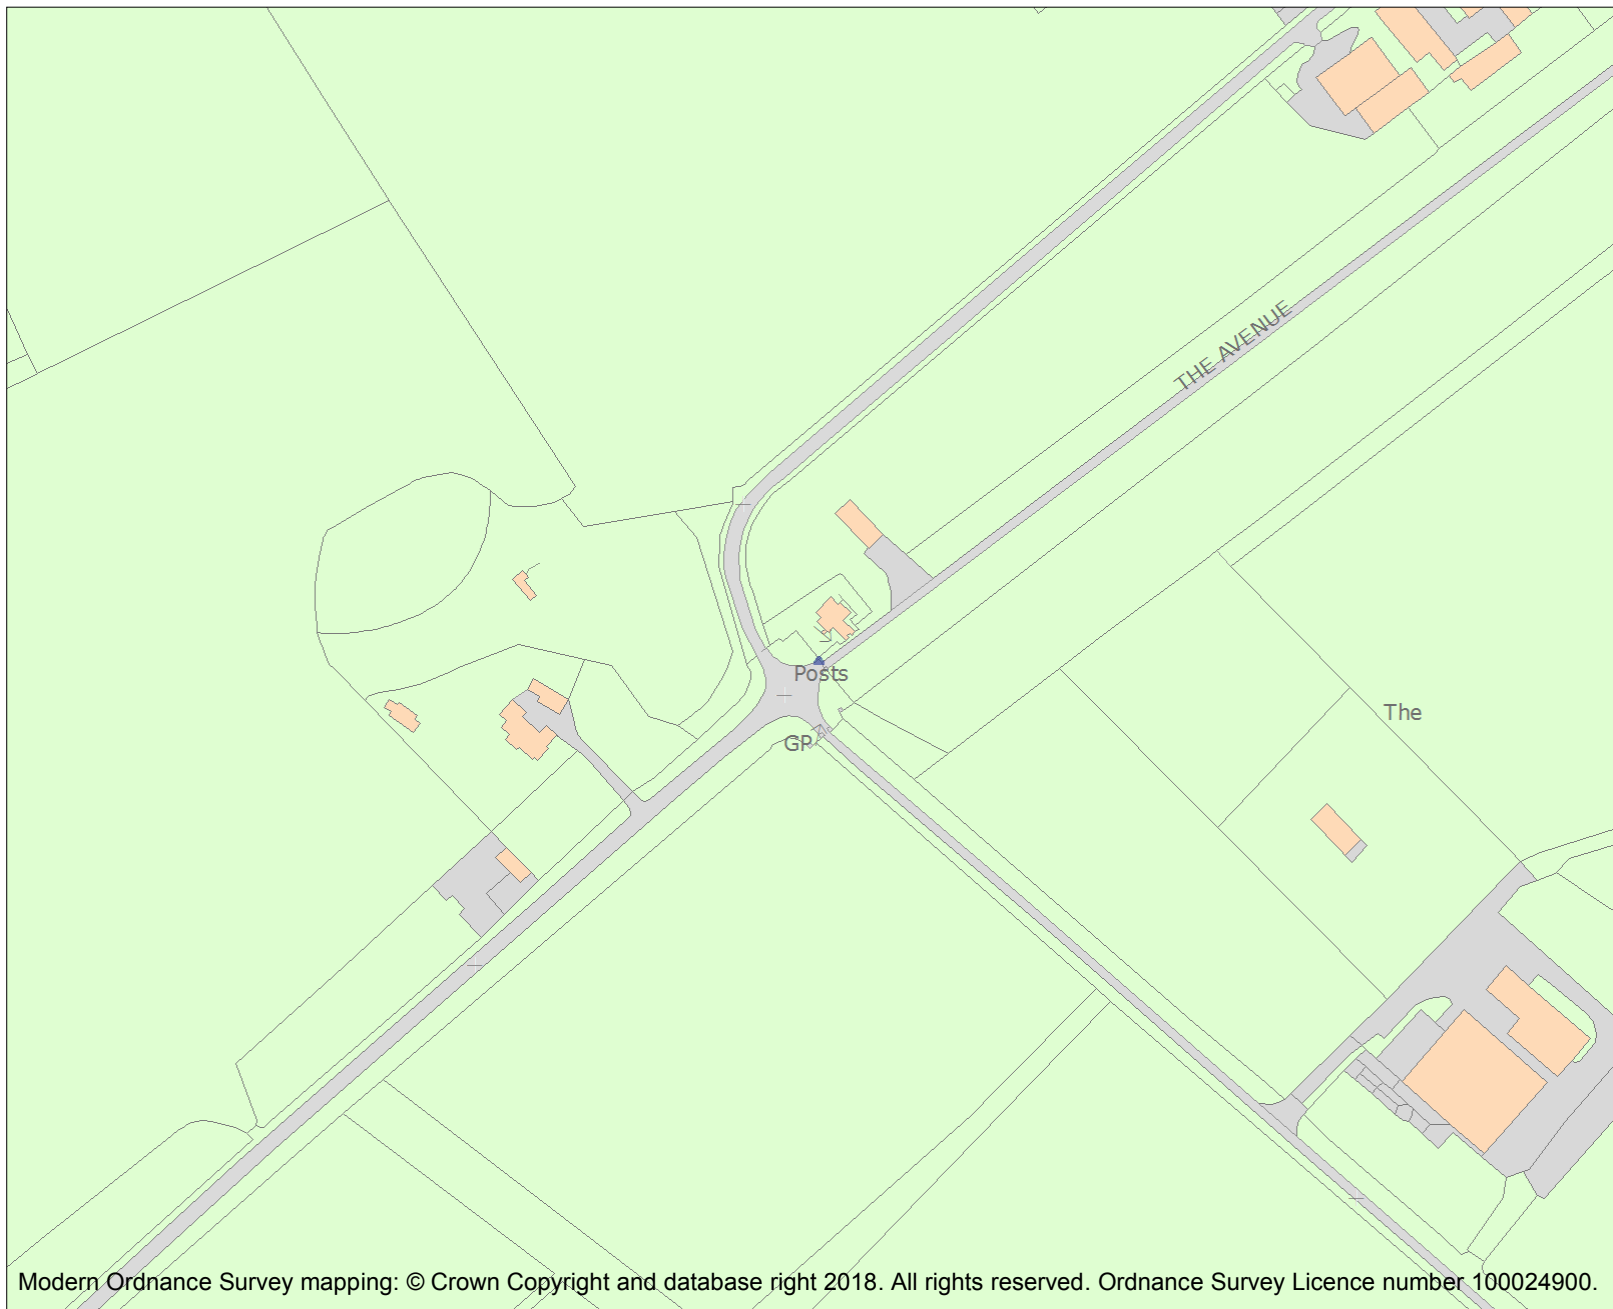 THE AVENUE
Posts
The
GP
Modern Ordnance Survey mapping: © Crown Copyright and database right 2018. All rights reserved. Ordnance Survey Licence number 100024900.